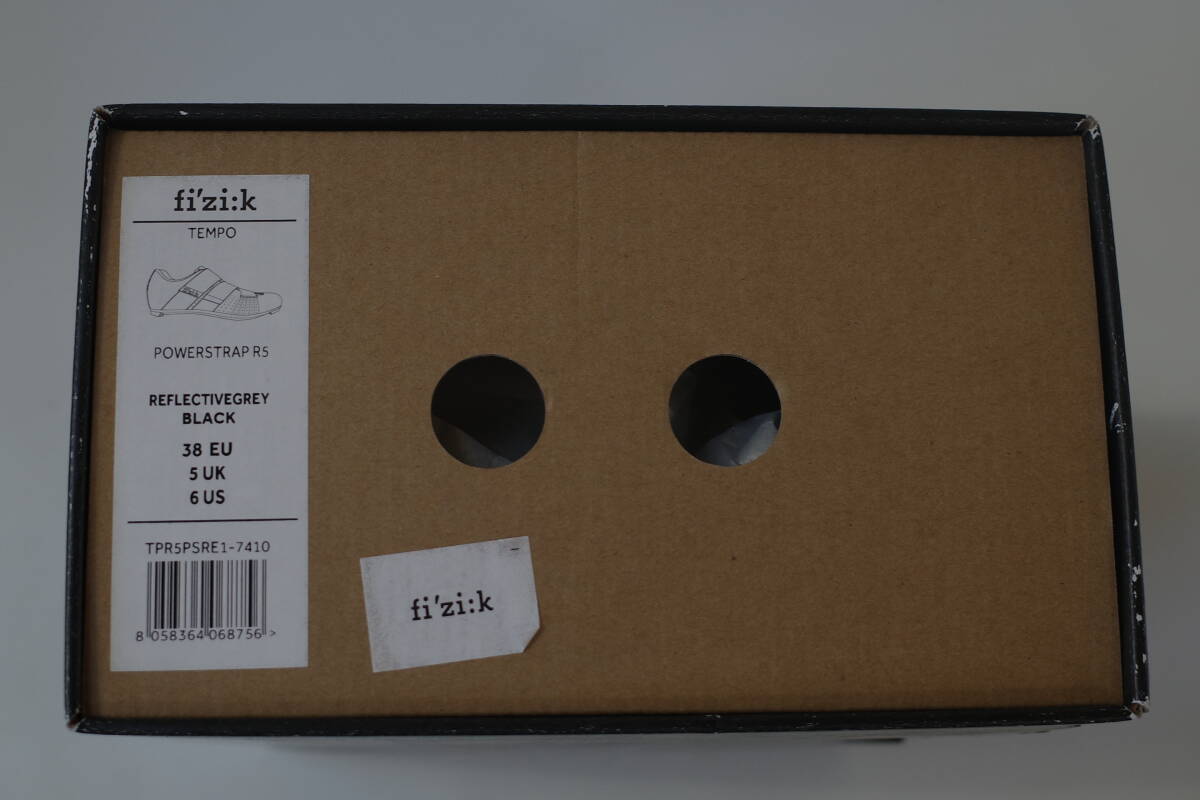 fi'zi:k
TEMPO
POWERSTRAP R5
REFLECTIVEGREY
BLACK
38 EU
5 UK
6 US
TPR5PSRE1-7410
8 058364 068756 >
fi'zi:k